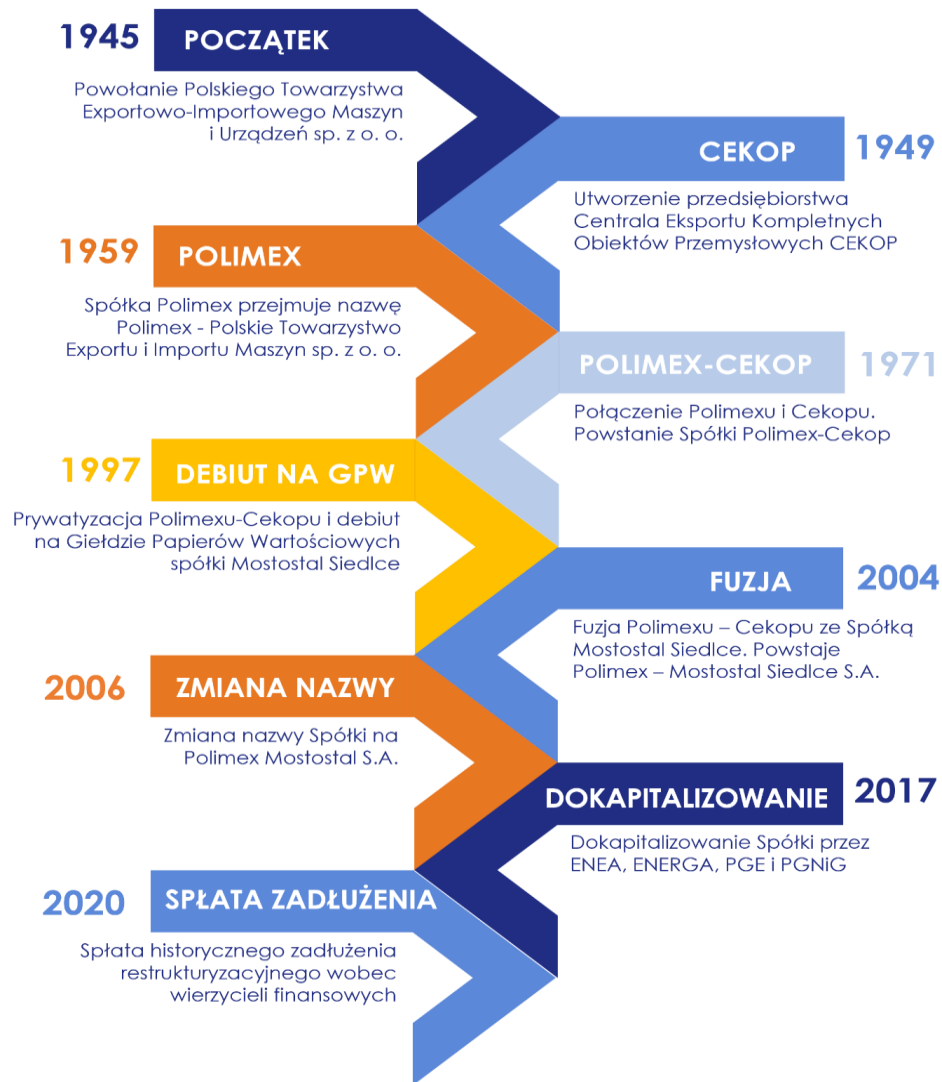 1945
POCZĄTEK
Powołanie Polskiego Towarzystwa
Exportowo-Importowego Maszyn
i Urządzeń sp. z o. o.
CEKOP
1949
Utworzenie przedsiębiorstwa
Centrala Eksportu Kompletnych
Obiektów Przemysłowych CEKOP
1959
POLIMEX
Spółka Polimex przejmuje nazwę
Polimex - Polskie Towarzystwo
Exportu i Importu Maszyn sp. z o. o.
POLIMEX-CEKOP
1971
Połączenie Polimexu i Cekopu.
Powstanie Spółki Polimex-Cekop
1997
DEBIUT NA GPW
Prywatyzacja Polimexu-Cekopu i debiut
na Giełdzie Papierów Wartościowych
spółki Mostostal Siedlce
FUZJA
2004
Fuzja Polimexu – Cekopu ze Spółką
Mostostal Siedlce. Powstaje
Polimex – Mostostal Siedlce S.A.
2006
ZMIANA NAZWY
Zmiana nazwy Spółki na
Polimex Mostostal S.A.
DOKAPITALIZOWANIE
2017
Dokapitalizowanie Spółki przez
ENEA, ENERGA, PGE i PGNiG
2020
SPŁATA ZADŁUŻENIA
Spłata historycznego zadłużenia
restrukturyzacyjnego wobec
wierzycieli finansowych